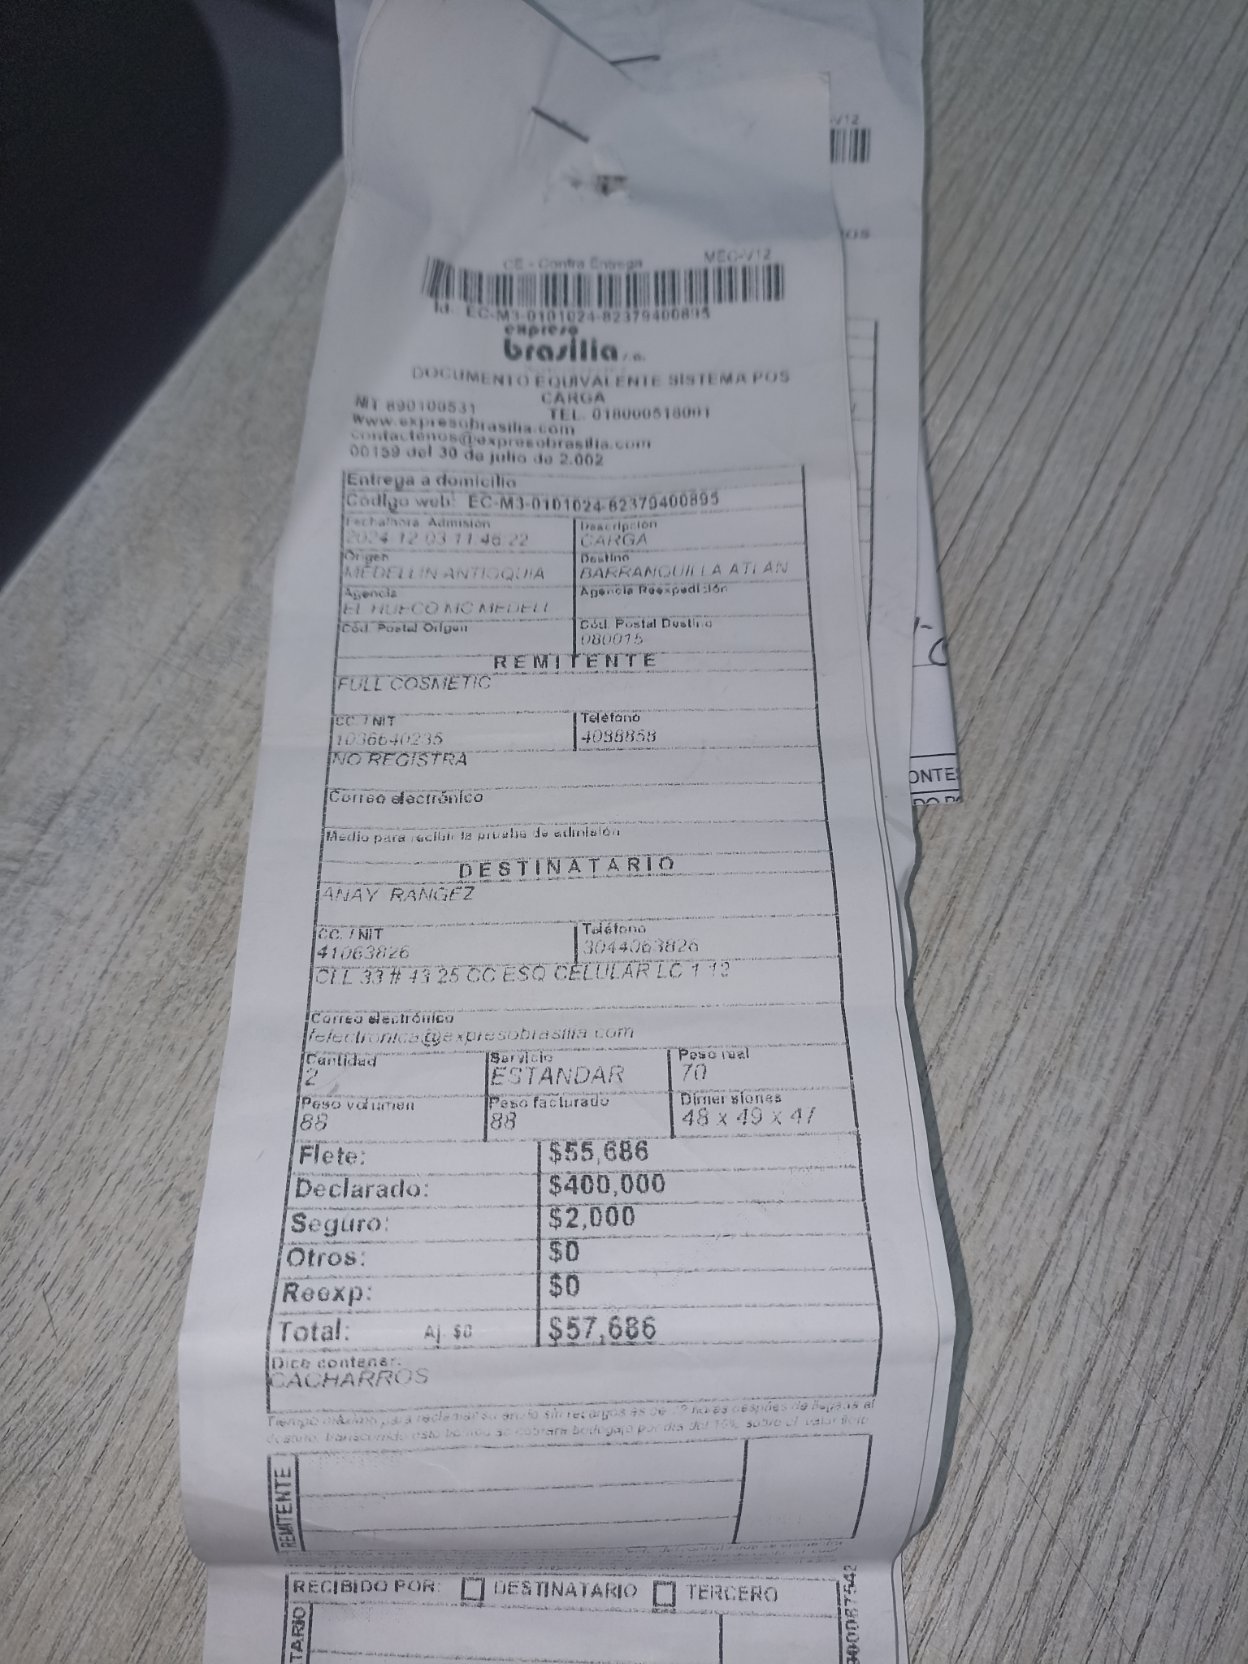 CE - Contra Entrega MEC-V12
Id: EC-M3-0101024-82379400895
expreso
brasilia s.a.
DOCUMENTO EQUIVALENTE SISTEMA POS
CARGA
NIT 890100531 TEL. 018000518001
www.expresobrasilia.com
contactenos@expresobrasilia.com
00159 del 30 de julio de 2.002
Entrega a domicilio
Codigo web: EC-M3-0101024-82379400895
Fecha/hora Admisión Descripción
2024-12-03 11:46:22 CARGA
Origen Destino
MEDELLIN-ANTIOQUIA BARRANQUILLA ATLAN
Agencia Agencia Reexpedición
EL HUECO MC MEDELL
Cód. Postal Origen Cód. Postal Destino
080015
REMITENTE
FULL COSMETIC
CC. / NIT Teléfono
1036640235 4098858
NO REGISTRA
Correo electrónico
Medio para recibir la prueba de admisión
DESTINATARIO
ANAY RANGEZ
CC. / NIT Teléfono
41063826 3044063826
CLL 33 # 43 25 CC ESQ CELULAR LC 1 12
Correo electrónico
felectronica@expresobrasilia.com
Cantidad Servicio Peso real
2 ESTANDAR 70
Peso volumen Peso facturado Dimensiones
88 88 48 x 49 x 47
Flete: $55,686
Declarado: $400,000
Seguro: $2,000
Otros: $0
Reexp: $0
Total: Aj. $0 $57,686
Dice contener:
CACHARROS
REMITENTE
RECIBIDO POR: DESTINATARIO TERCERO